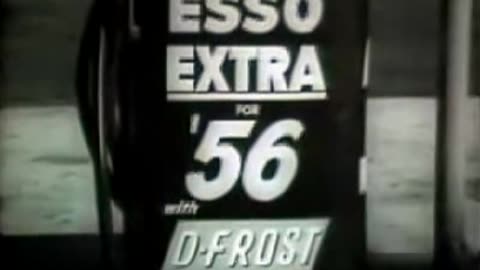 ESSO
EXTRA
FOR
'56
with
D-FROST